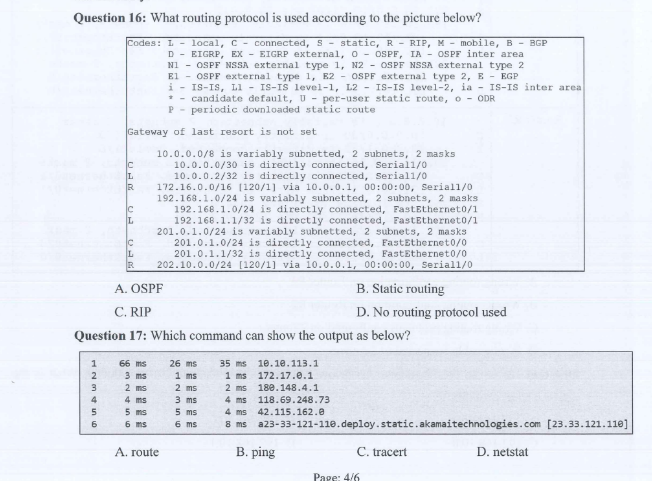 Question 16: What routing protocol is used according to the picture below?
Codes: L - local, C - connected, S - static, R - RIP, M - mobile, B - BGP
D - EIGRP, EX - EIGRP external, O - OSPF, IA - OSPF inter area
N1 - OSPF NSSA external type 1, N2 - OSPF NSSA external type 2
E1 - OSPF external type 1, E2 - OSPF external type 2, E - EGP
i - IS-IS, L1 - IS-IS level-1, L2 - IS-IS level-2, ia - IS-IS inter area
* - candidate default, U - per-user static route, o - ODR
P - periodic downloaded static route
Gateway of last resort is not set
10.0.0.0/8 is variably subnetted, 2 subnets, 2 masks
C 10.0.0.0/30 is directly connected, Serial1/0
L 10.0.0.2/32 is directly connected, Serial1/0
R 172.16.0.0/16 [120/1] via 10.0.0.1, 00:00:00, Serial1/0
192.168.1.0/24 is variably subnetted, 2 subnets, 2 masks
C 192.168.1.0/24 is directly connected, FastEthernet0/1
L 192.168.1.1/32 is directly connected, FastEthernet0/1
201.0.1.0/24 is variably subnetted, 2 subnets, 2 masks
C 201.0.1.0/24 is directly connected, FastEthernet0/0
L 201.0.1.1/32 is directly connected, FastEthernet0/0
R 202.10.0.0/24 [120/1] via 10.0.0.1, 00:00:00, Serial1/0
A. OSPF B. Static routing
C. RIP D. No routing protocol used
Question 17: Which command can show the output as below?
1 66 ms 26 ms 35 ms 10.10.113.1
2 3 ms 1 ms 1 ms 172.17.0.1
3 2 ms 2 ms 2 ms 180.148.4.1
4 4 ms 3 ms 4 ms 118.69.248.73
5 5 ms 5 ms 4 ms 42.115.162.0
6 6 ms 6 ms 8 ms a23-33-121-110.deploy.static.akamaitechnologies.com [23.33.121.110]
A. route B. ping C. tracert D. netstat
Page: 4/6